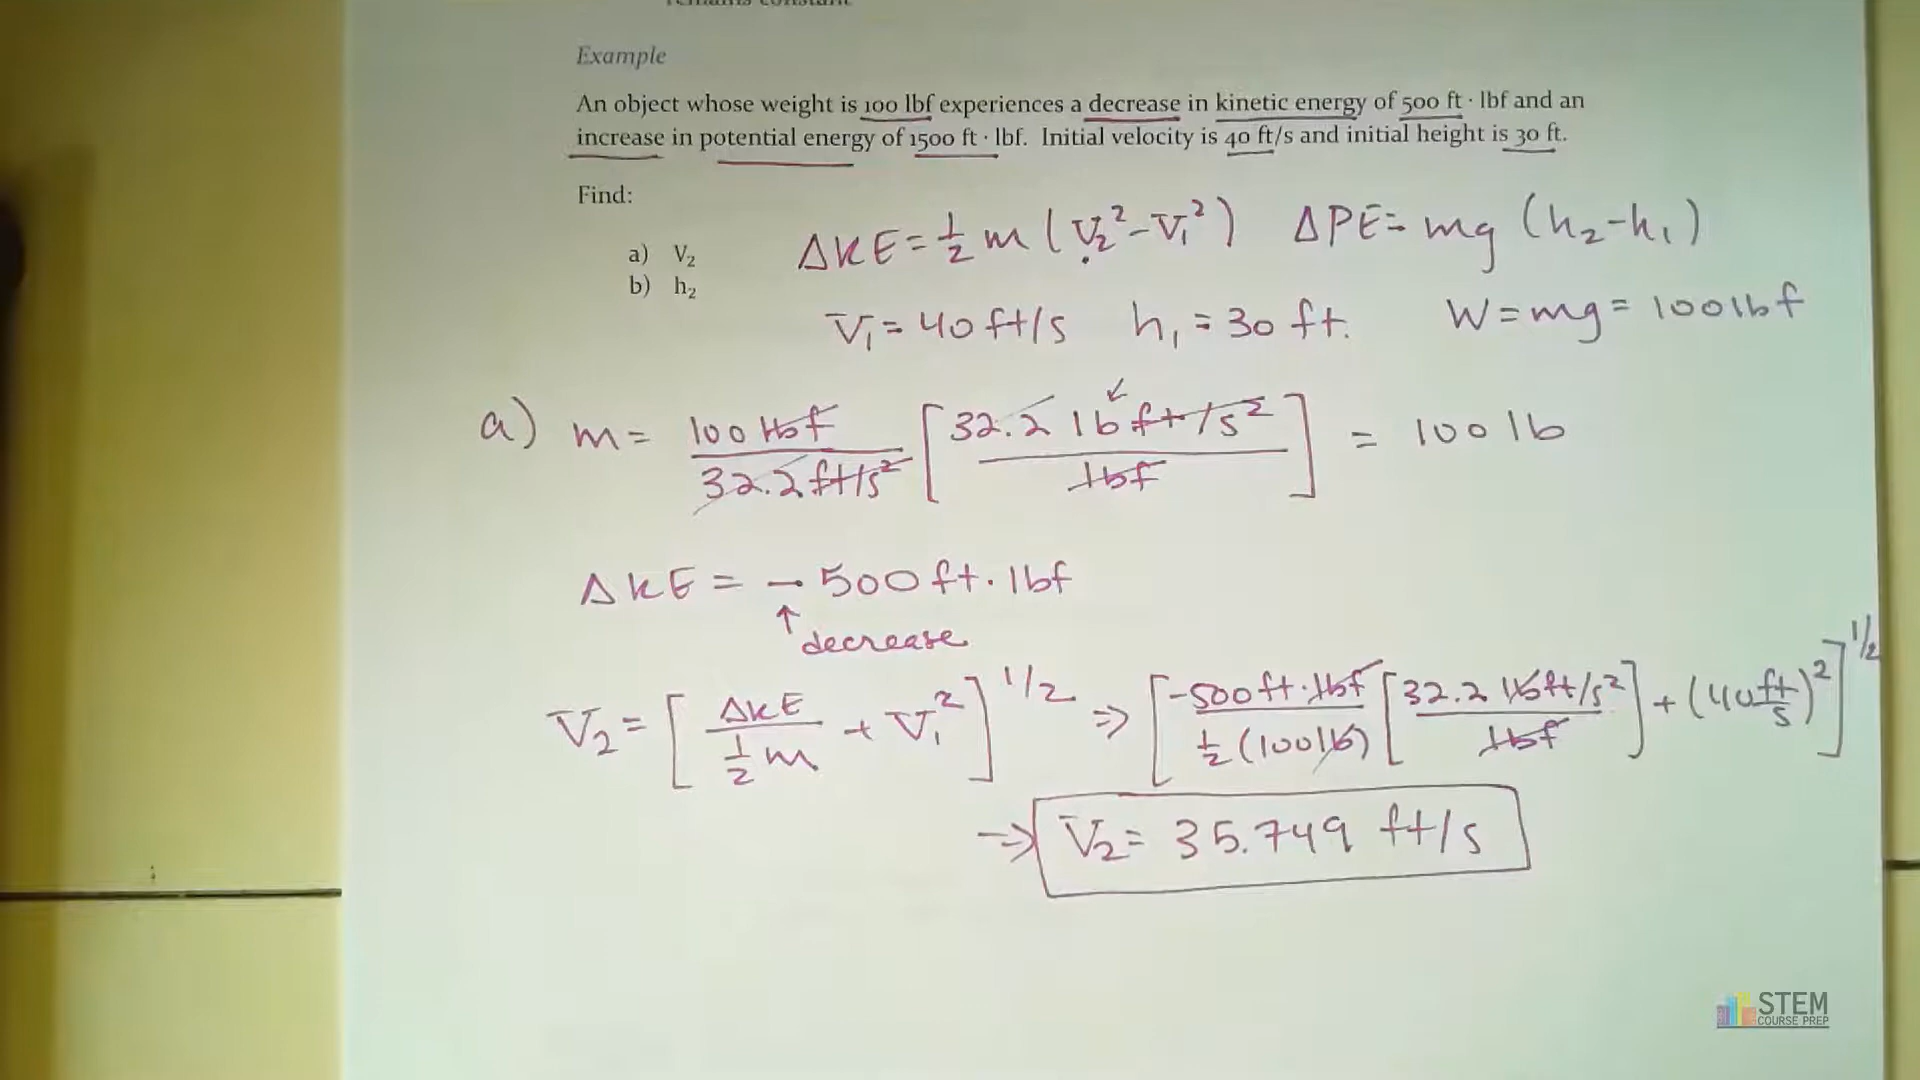 remains constant
Example
An object whose weight is 100 lbf experiences a decrease in kinetic energy of 500 ft · lbf and an
increase in potential energy of 1500 ft · lbf. Initial velocity is 40 ft/s and initial height is 30 ft.
Find:
a) V₂
b) h₂
ΔKE = ½ m (V₂² - V₁²) ΔPE = mg (h₂ - h₁)
V₁ = 40 ft/s h₁ = 30 ft. W = mg = 100 lbf
a) m = 100 lbf / 32.2 ft/s² [32.2 lb ft/s² / lbf] = 100 lb
ΔKE = - 500 ft. lbf
↑ decrease
V₂ = [ΔKE / ½ m + V₁²]^1/2 ⇒ [-500 ft · lbf / ½ (100 lb) [32.2 lb ft/s² / lbf] + (40 ft/s)²]^1/2
⇒ V₂ = 35.749 ft/s
STEM
COURSE PREP